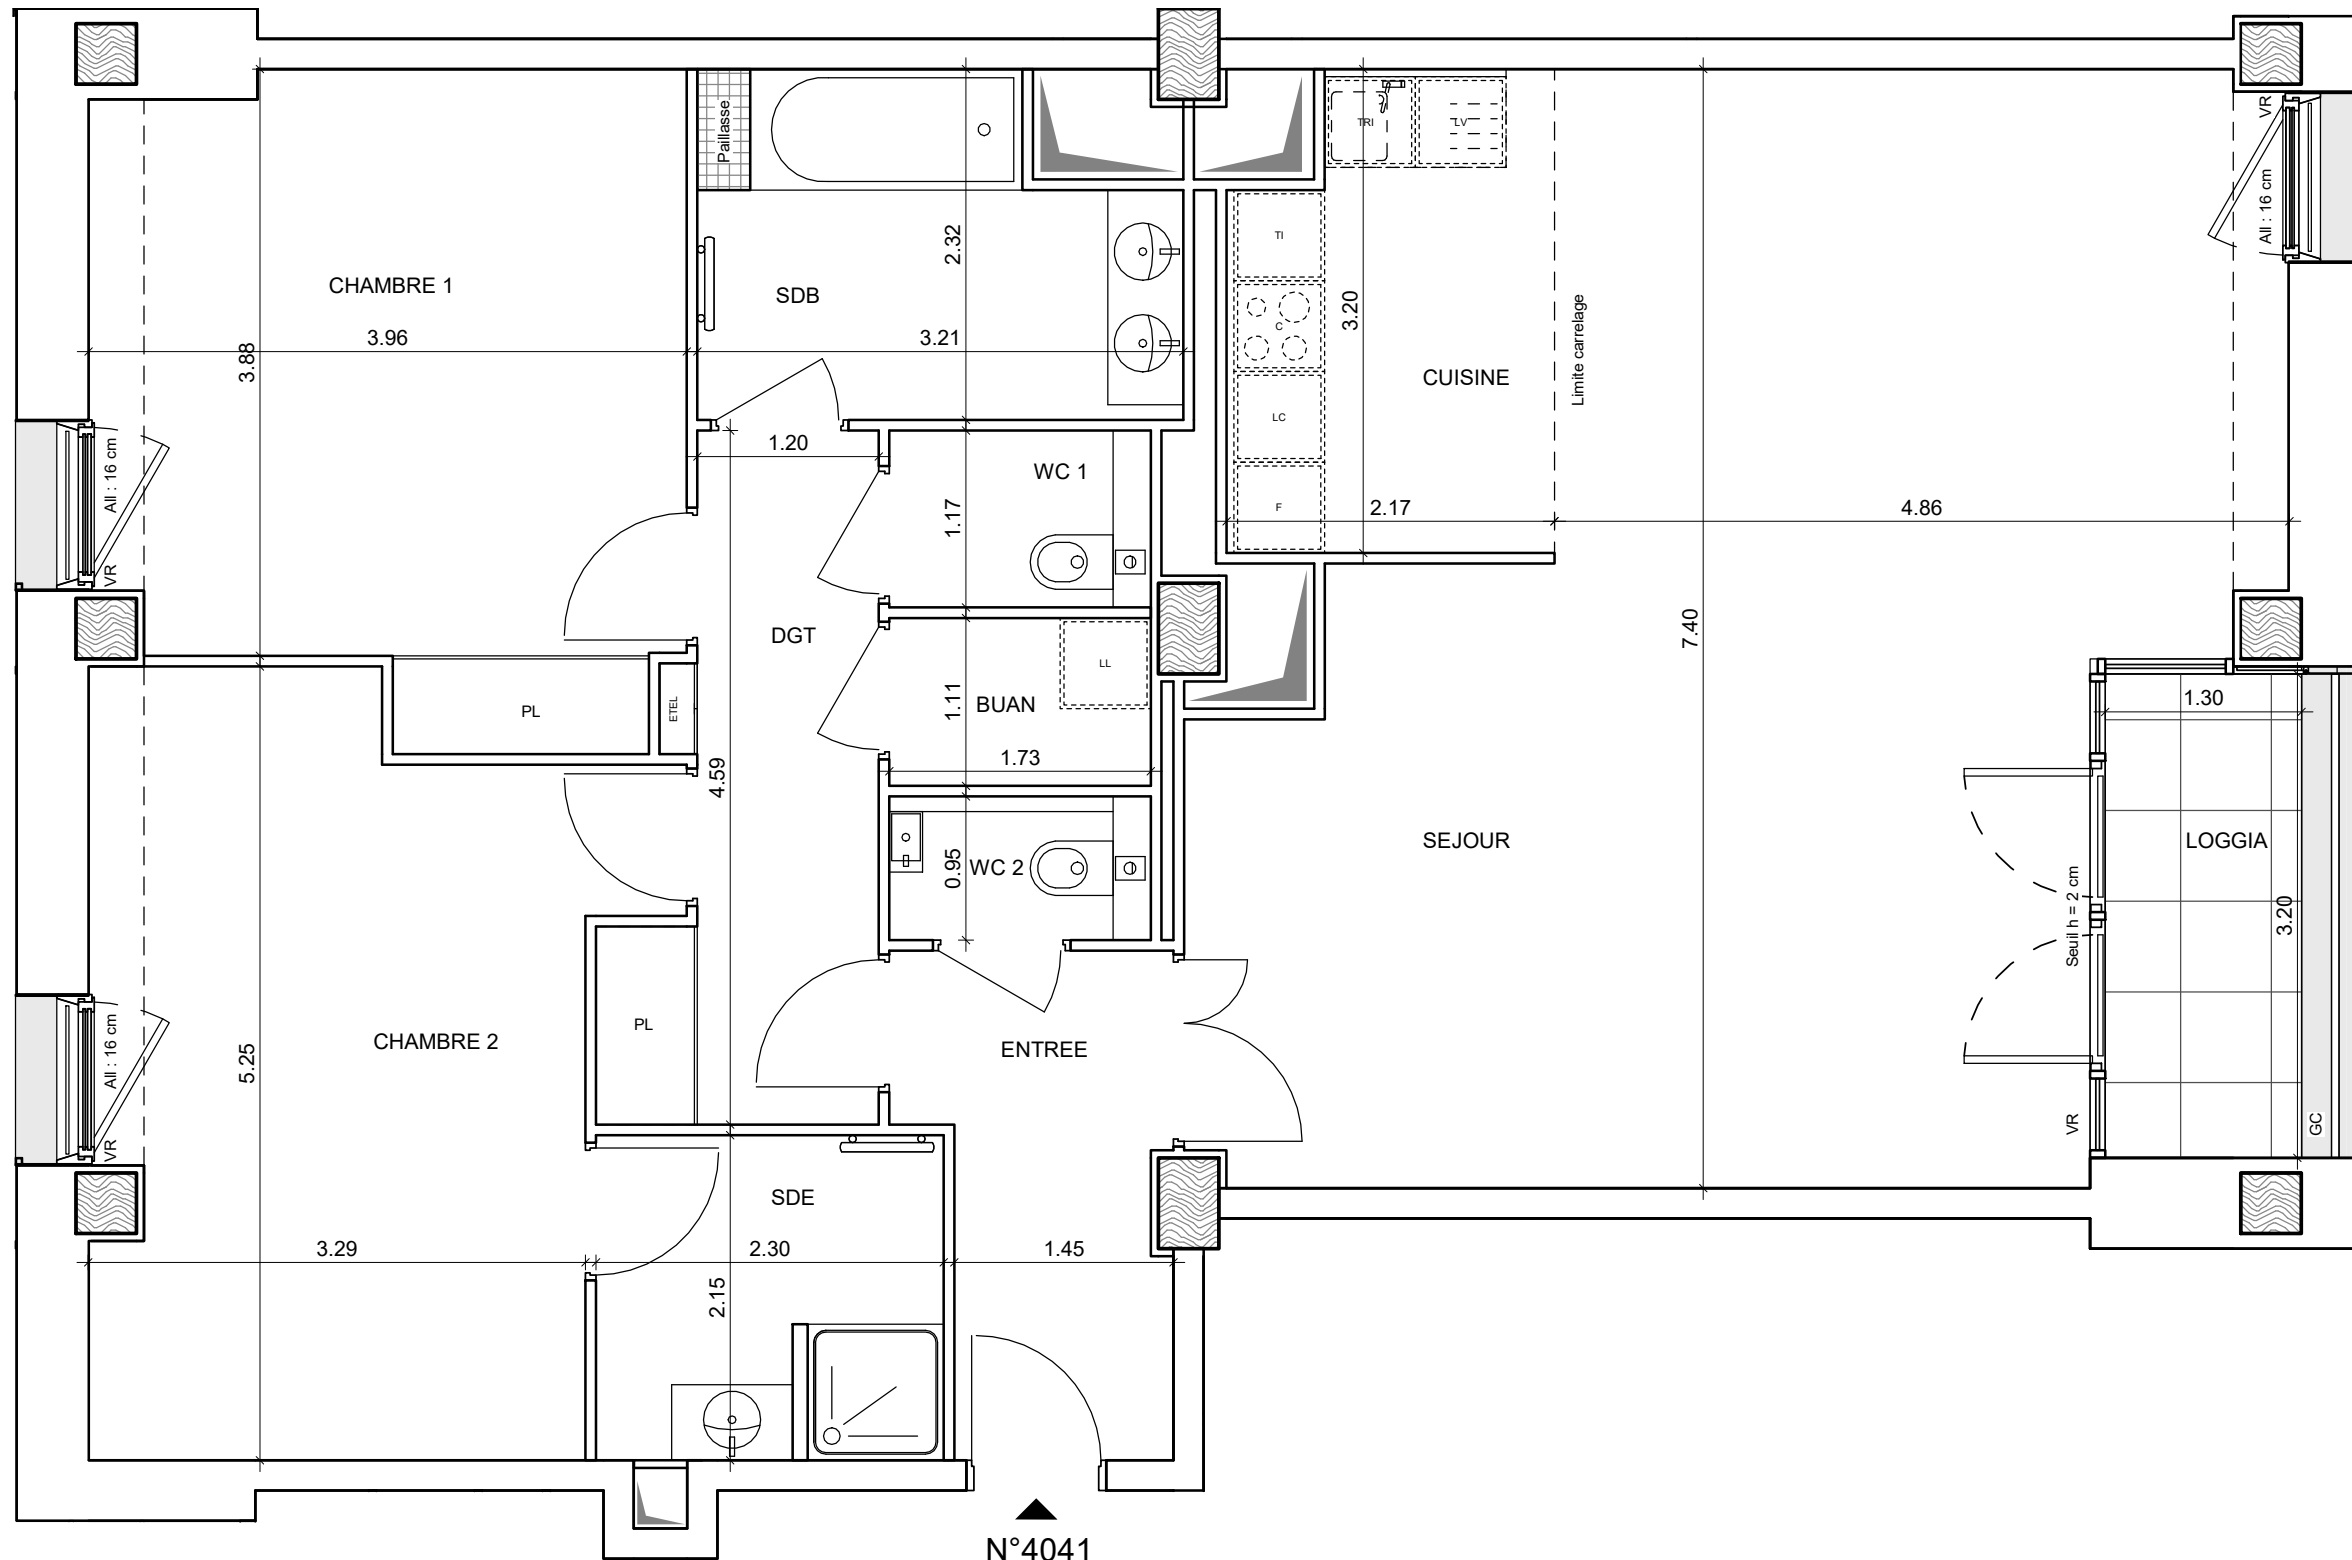 Paillasse
TRI
LV
VR
All : 16 cm
TI
2.32
CHAMBRE 1
SDB
3.20
Limite carrelage
C
3.96
3.21
3.88
CUISINE
LC
1.20
WC 1
All : 16 cm
VR
1.17
F
2.17
4.86
DGT
7.40
LL
PL
ETEL
1.11
BUAN
1.30
1.73
4.59
SEJOUR
LOGGIA
0.95
WC 2
Seuil h = 2 cm
3.20
PL
CHAMBRE 2
ENTREE
All : 16 cm
VR
5.25
VR
GC
SDE
3.29
2.30
1.45
2.15
N°4041